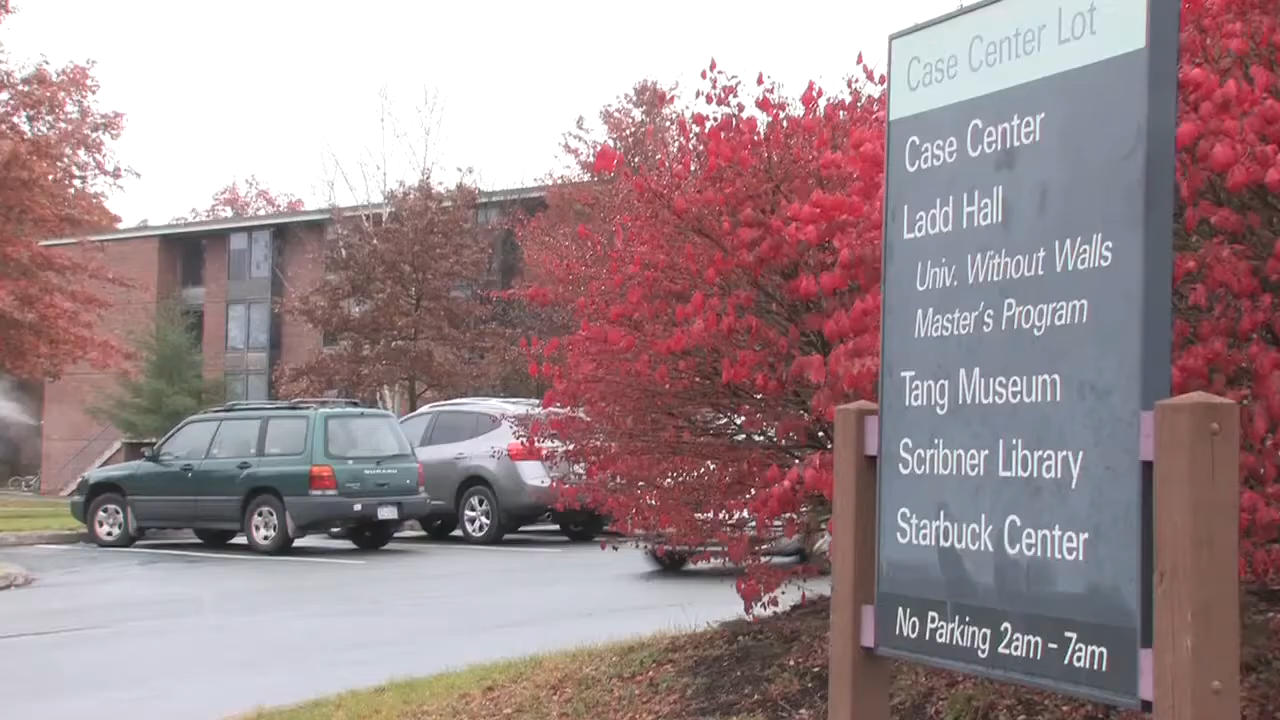 Case Center Lot
Case Center
Ladd Hall
Univ. Without Walls
Master's Program
Tang Museum
Scribner Library
Starbuck Center
No Parking 2am - 7am
SUBARU